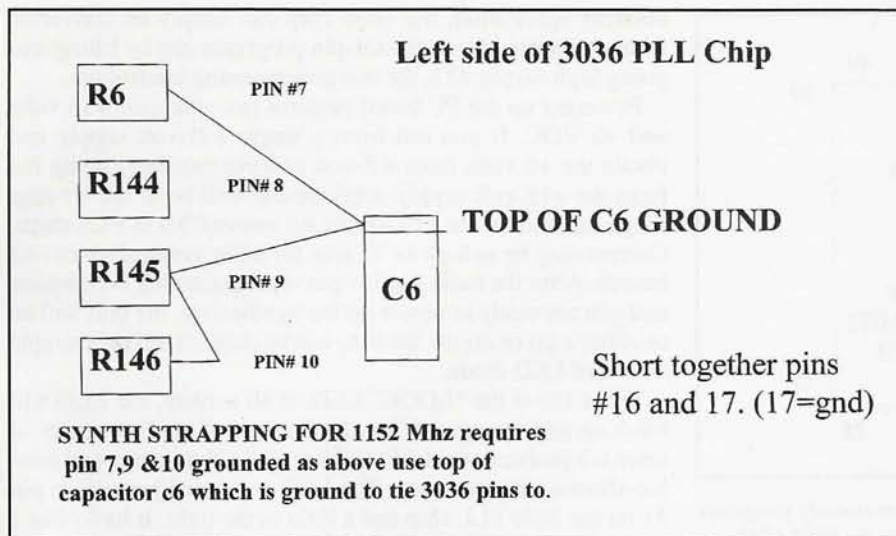 Left side of 3036 PLL Chip
R6
PIN #7
R144
PIN# 8
TOP OF C6 GROUND
R145
PIN# 9
C6
R146
PIN# 10
Short together pins
#16 and 17. (17=gnd)
SYNTH STRAPPING FOR 1152 Mhz requires
pin 7,9 &10 grounded as above use top of
capacitor c6 which is ground to tie 3036 pins to.